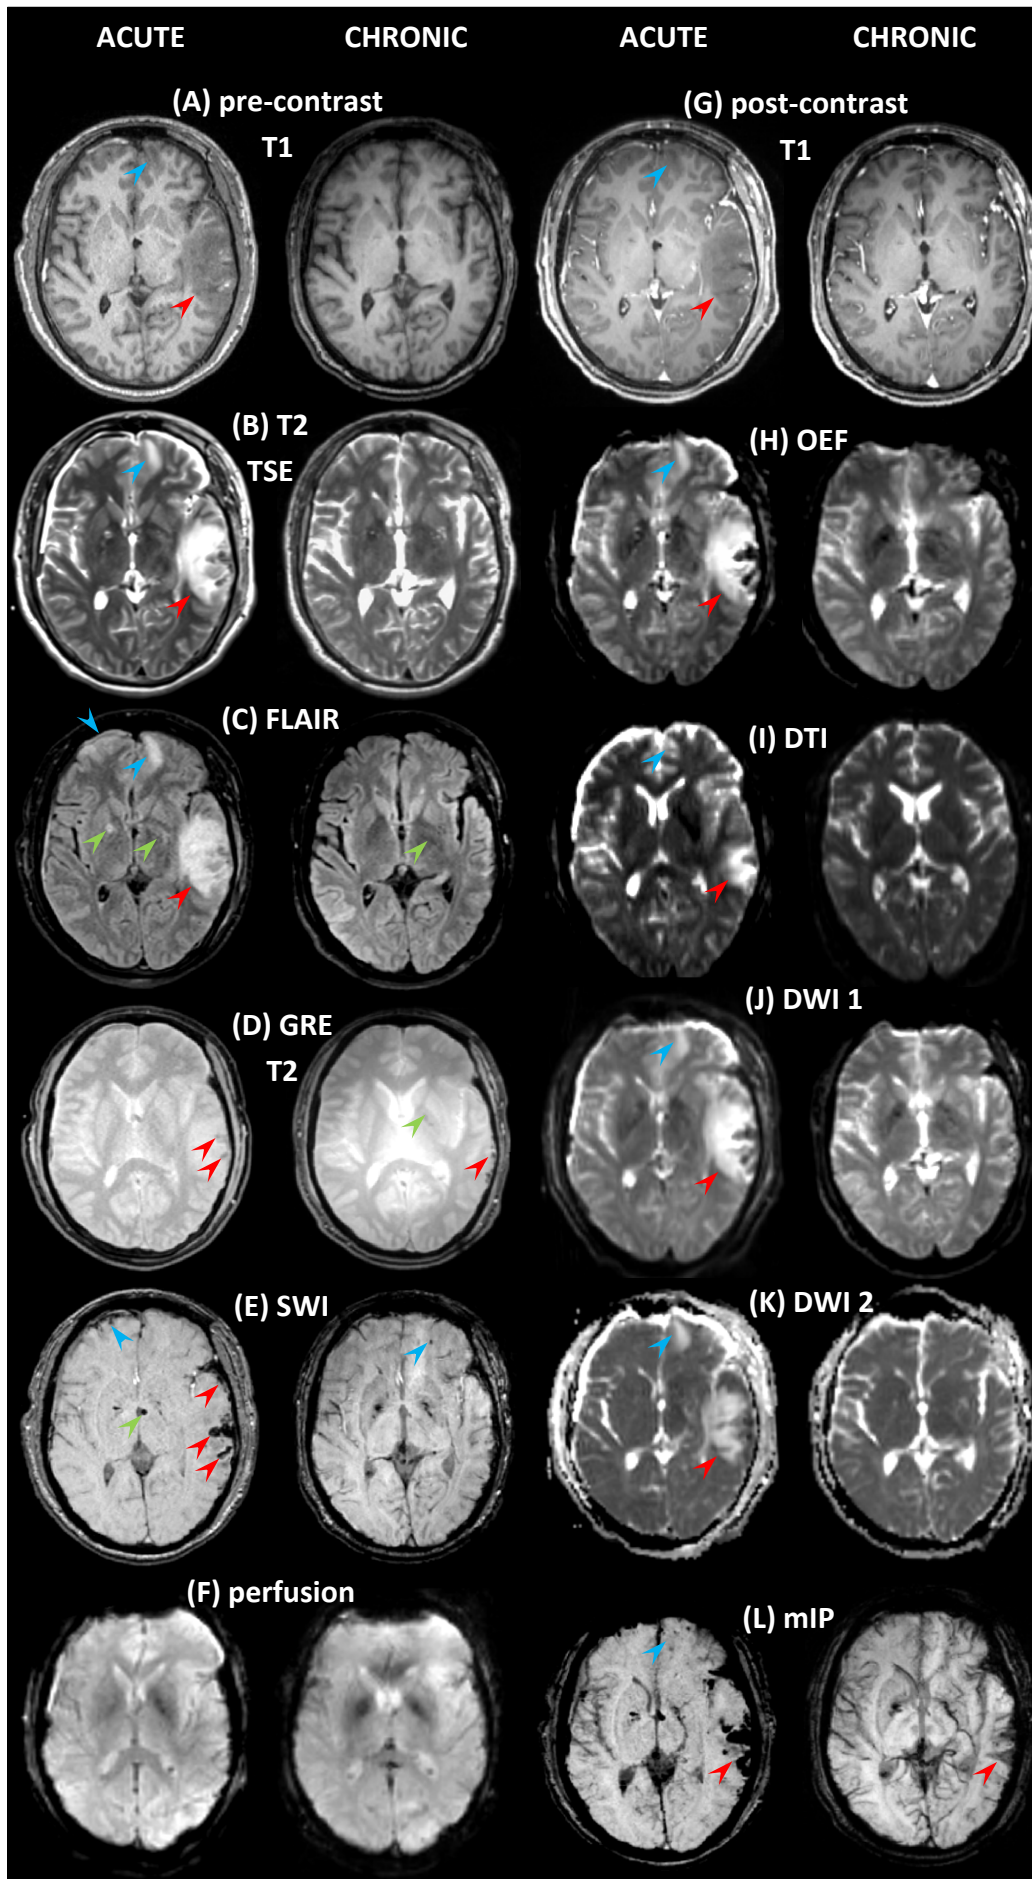 ACUTE CHRONIC ACUTE CHRONIC
(A) pre-contrast
T1
(G) post-contrast
T1
(B) T2
TSE
(H) OEF
(C) FLAIR
(I) DTI
(D) GRE
T2
(J) DWI 1
(E) SWI
(K) DWI 2
(F) perfusion
(L) mIP